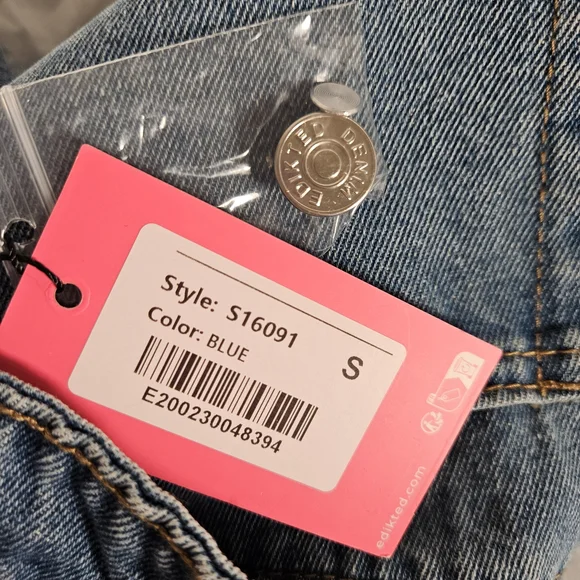 EDIKTED DENIM
Style: S16091
Color: BLUE
S
E200230048394
edikted.com